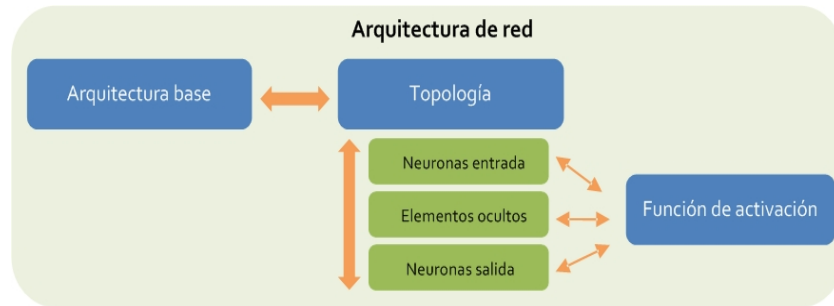 Arquitectura de red
Arquitectura base
Topología
Neuronas entrada
Elementos ocultos
Función de activación
Neuronas salida